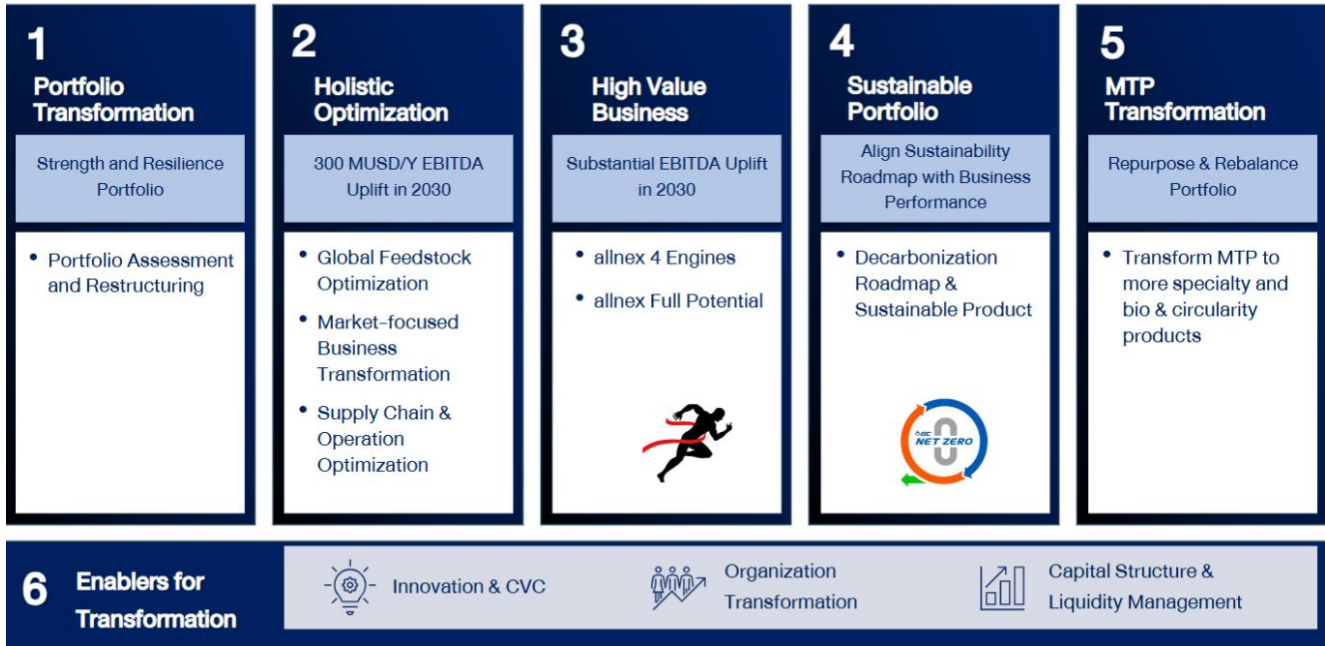 1
Portfolio
Transformation
Strength and Resilience
Portfolio
• Portfolio Assessment
and Restructuring
2
Holistic
Optimization
300 MUSD/Y EBITDA
Uplift in 2030
• Global Feedstock
Optimization
• Market-focused
Business
Transformation
• Supply Chain &
Operation
Optimization
3
High Value
Business
Substantial EBITDA Uplift
in 2030
• allnex 4 Engines
• allnex Full Potential
4
Sustainable
Portfolio
Align Sustainability
Roadmap with Business
Performance
• Decarbonization
Roadmap &
Sustainable Product
GC
NET ZERO
0
5
MTP
Transformation
Repurpose & Rebalance
Portfolio
• Transform MTP to
more specialty and
bio & circularity
products
6
Enablers for
Transformation
Innovation & CVC
Organization
Transformation
Capital Structure &
Liquidity Management